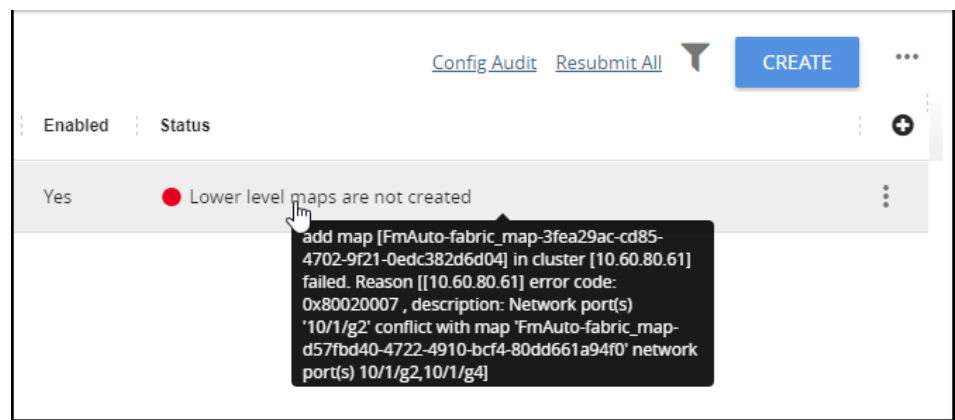 Config Audit Resubmit All CREATE
Enabled Status
Yes Lower level maps are not created
add map [FmAuto-fabric_map-3fea29ac-cd85-
4702-9f21-0edc382d6d04] in cluster [10.60.80.61]
failed. Reason [[10.60.80.61] error code:
0x80020007 , description: Network port(s)
'10/1/g2' conflict with map 'FmAuto-fabric_map-
d57fbd40-4722-4910-bcf4-80dd661a94f0' network
port(s) 10/1/g2,10/1/g4]